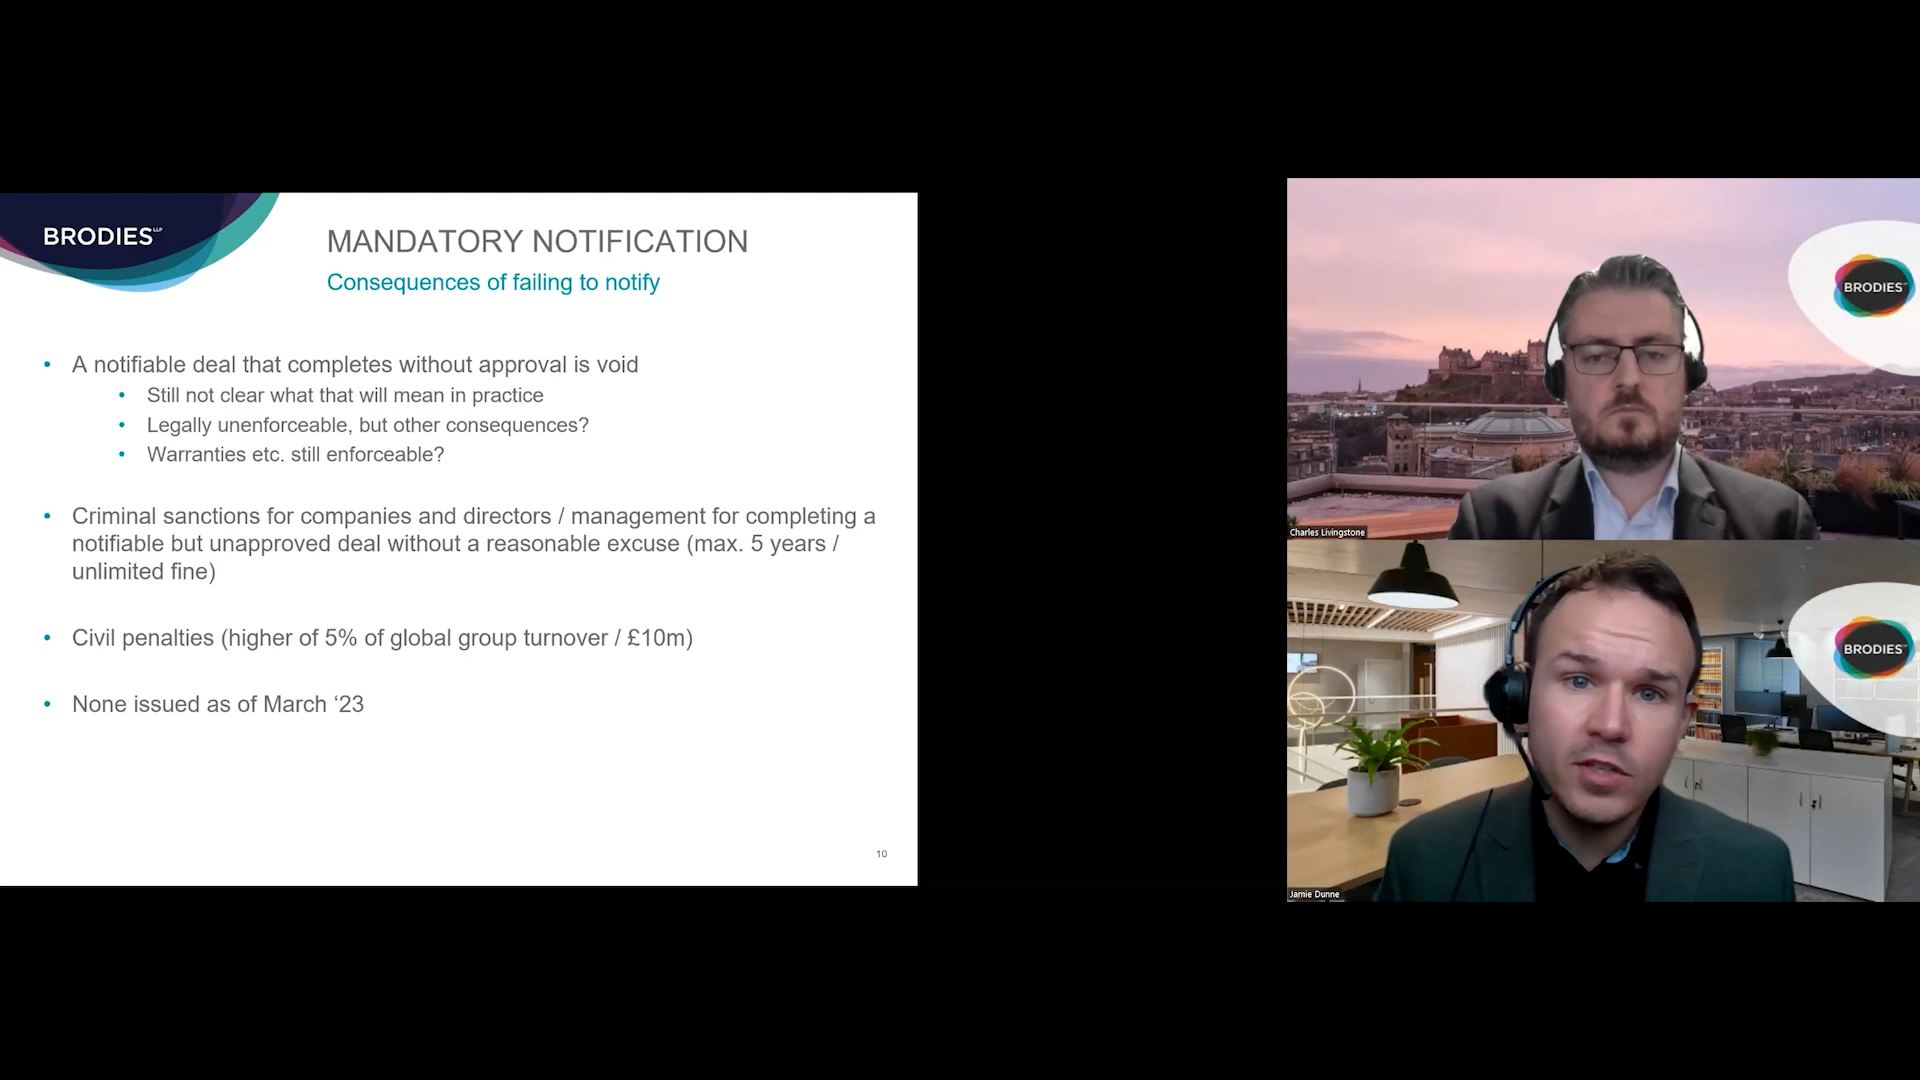 BRODIES LLP
MANDATORY NOTIFICATION
Consequences of failing to notify
• A notifiable deal that completes without approval is void
• Still not clear what that will mean in practice
• Legally unenforceable, but other consequences?
• Warranties etc. still enforceable?
• Criminal sanctions for companies and directors / management for completing a
notifiable but unapproved deal without a reasonable excuse (max. 5 years /
unlimited fine)
• Civil penalties (higher of 5% of global group turnover / £10m)
• None issued as of March ‘23
10
BRODIES
Charles Livingstone
BRODIES
Jamie Dunne